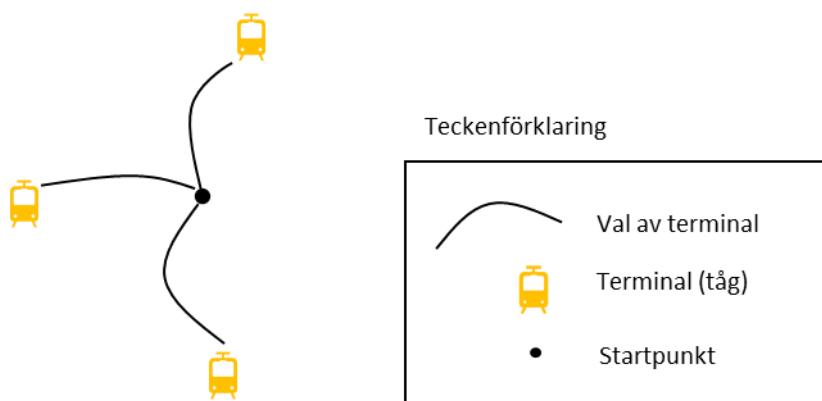 Teckenförklaring
Val av terminal
Terminal (tåg)
Startpunkt